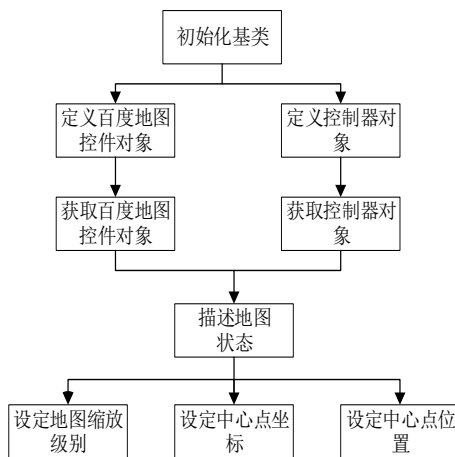 初始化基类
定义百度地图
控件对象
定义控制器对
象
获取百度地图
控件对象
获取控制器对
象
描述地图
状态
设定地图缩放
级别
设定中心点坐
标
设定中心点位
置